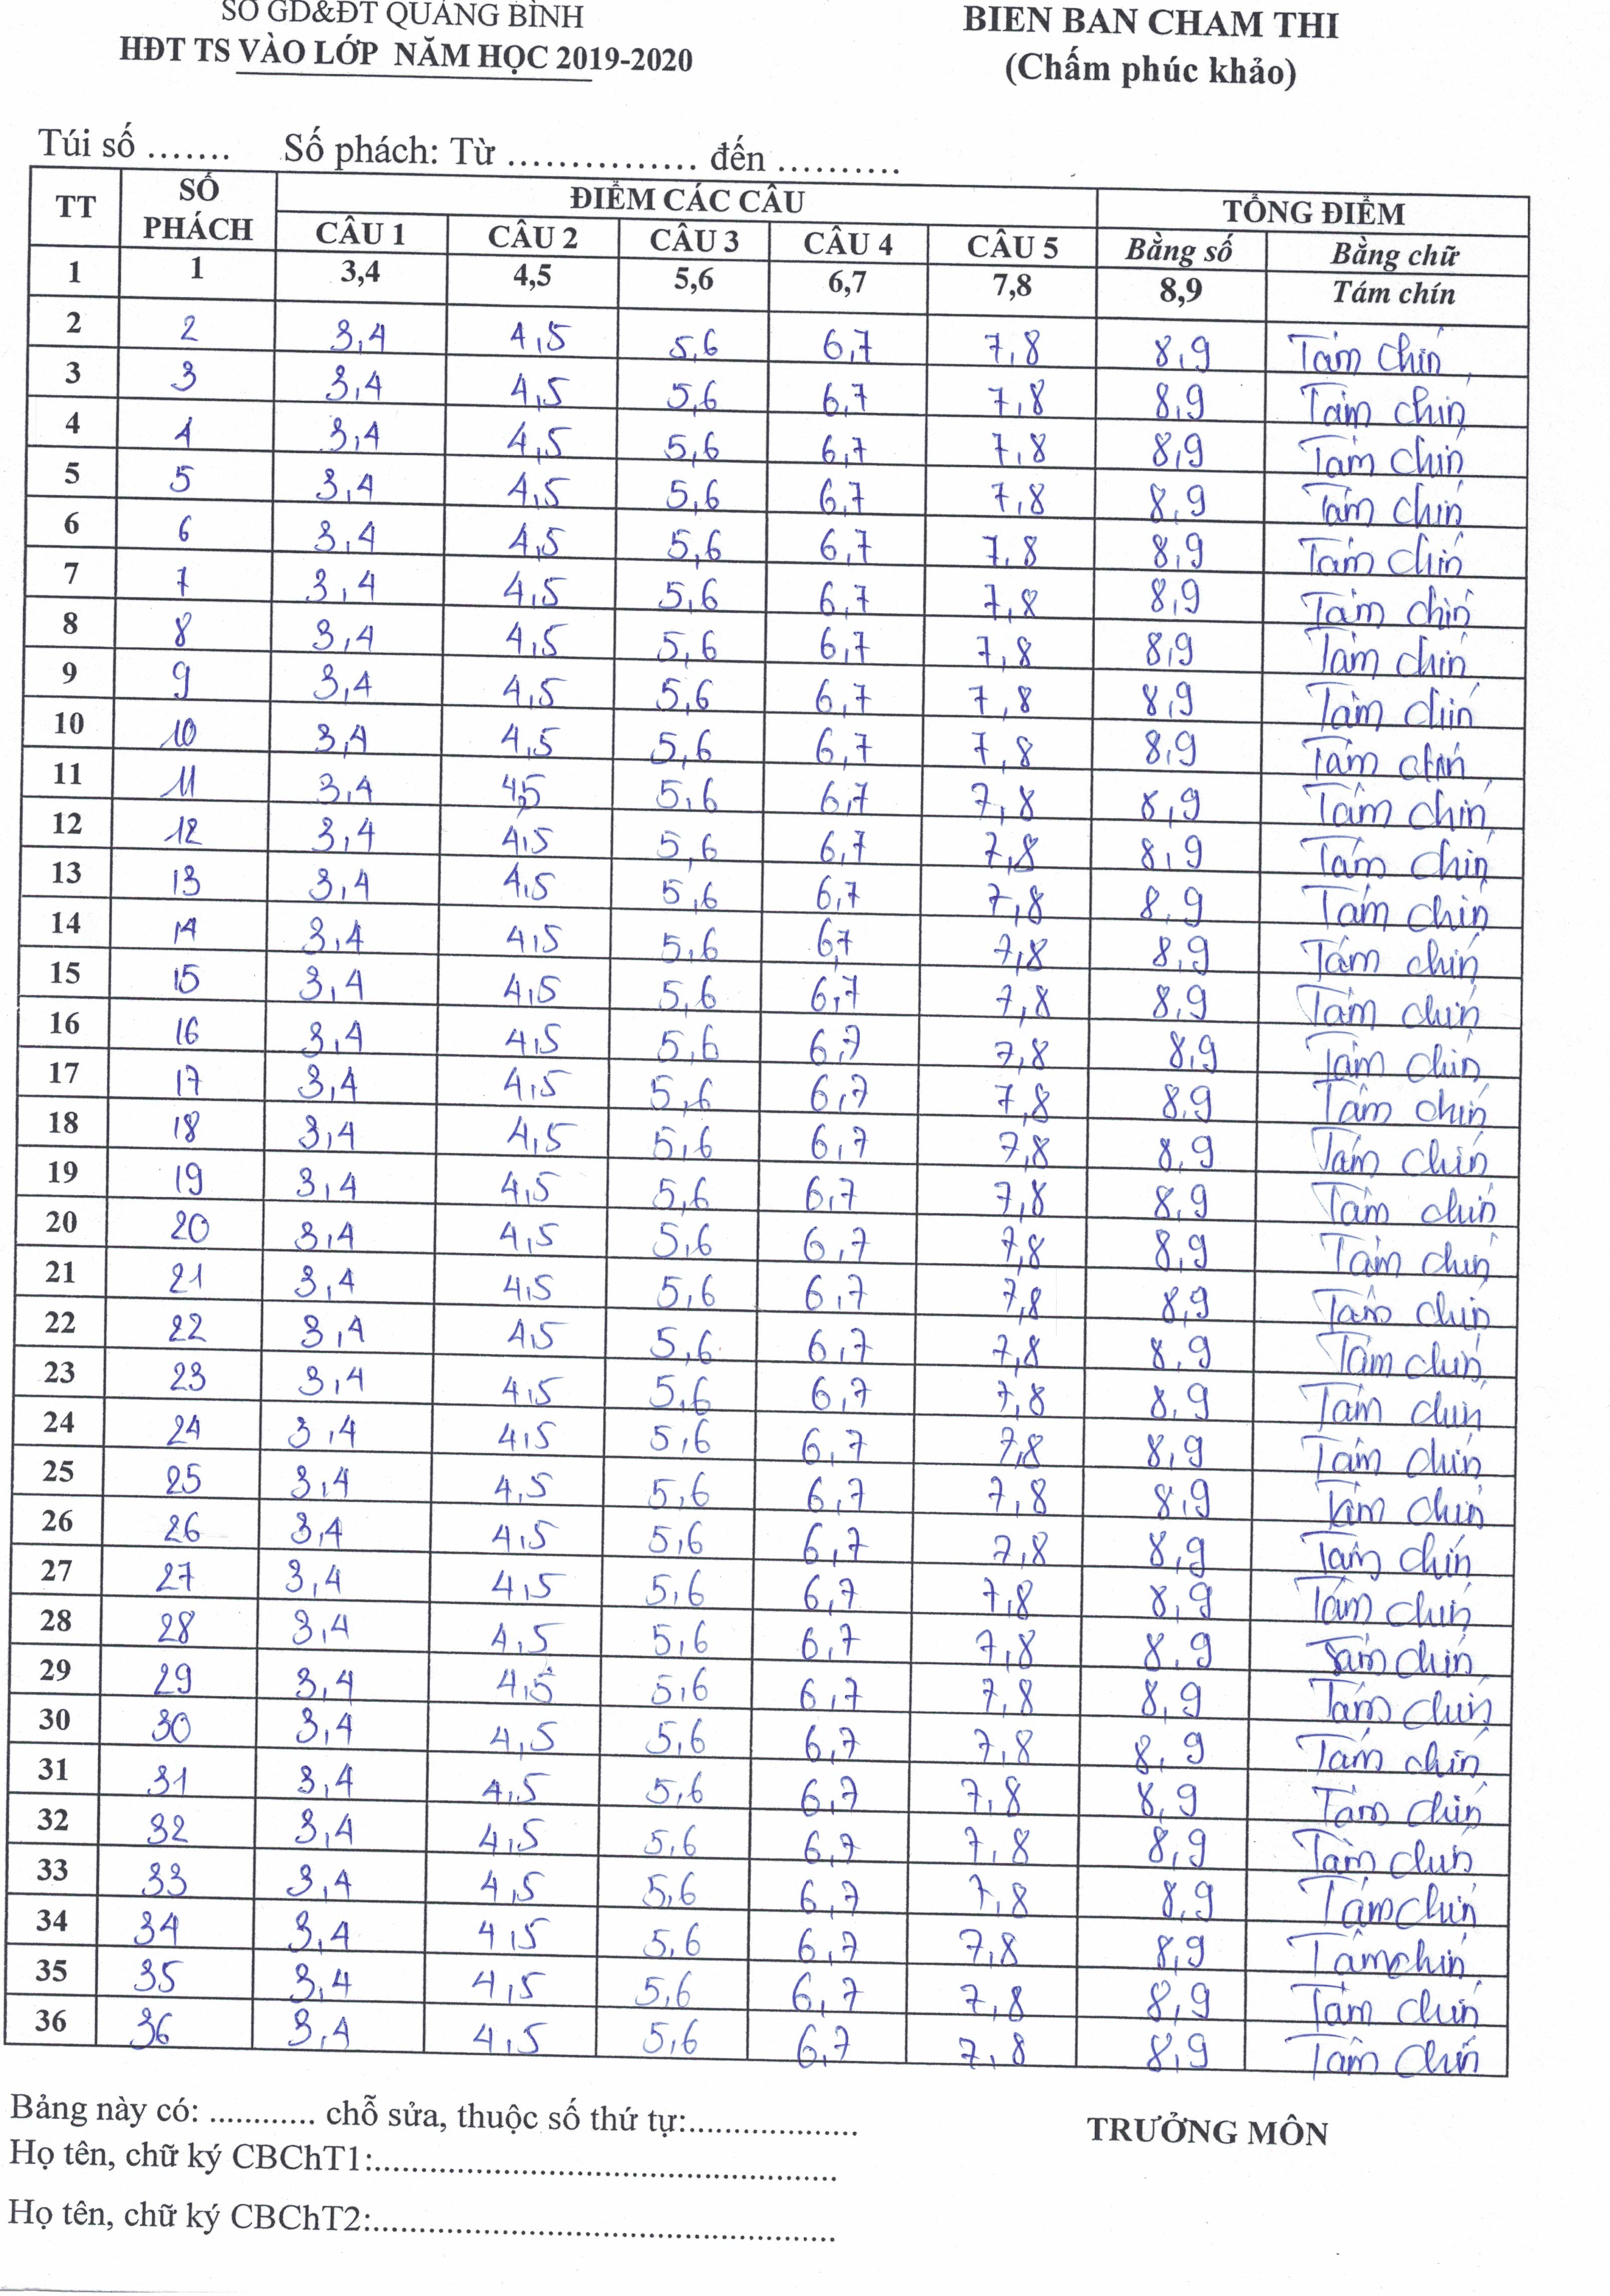 SỞ GD&ĐT QUẢNG BÌNH
HĐT TS VÀO LỚP NĂM HỌC 2019-2020
BIÊN BẢN CHẤM THI
(Chấm phúc khảo)
Túi số ....... Số phách: Từ ................ đến ..........
TT SỐ PHÁCH ĐIỂM CÁC CÂU TỔNG ĐIỂM
CÂU 1 CÂU 2 CÂU 3 CÂU 4 CÂU 5 Bằng số Bằng chữ
1 1 3,4 4,5 5,6 6,7 7,8 8,9 Tám chín
2 2 3,4 4,5 5,6 6,7 7,8 8,9 Tám chín
3 3 3,4 4,5 5,6 6,7 7,8 8,9 Tám chín
4 4 3,4 4,5 5,6 6,7 7,8 8,9 Tám chín
5 5 3,4 4,5 5,6 6,7 7,8 8,9 Tám chín
6 6 3,4 4,5 5,6 6,7 7,8 8,9 Tám chín
7 7 3,4 4,5 5,6 6,7 7,8 8,9 Tám chín
8 8 3,4 4,5 5,6 6,7 7,8 8,9 Tám chín
9 9 3,4 4,5 5,6 6,7 7,8 8,9 Tám chín
10 10 3,4 4,5 5,6 6,7 7,8 8,9 Tám chín
11 11 3,4 4,5 5,6 6,7 7,8 8,9 Tám chín
12 12 3,4 4,5 5,6 6,7 7,8 8,9 Tám chín
13 13 3,4 4,5 5,6 6,7 7,8 8,9 Tám chín
14 14 3,4 4,5 5,6 6,7 7,8 8,9 Tám chín
15 15 3,4 4,5 5,6 6,7 7,8 8,9 Tám chín
16 16 3,4 4,5 5,6 6,7 7,8 8,9 Tám chín
17 17 3,4 4,5 5,6 6,7 7,8 8,9 Tám chín
18 18 3,4 4,5 5,6 6,7 7,8 8,9 Tám chín
19 19 3,4 4,5 5,6 6,7 7,8 8,9 Tám chín
20 20 3,4 4,5 5,6 6,7 7,8 8,9 Tám chín
21 21 3,4 4,5 5,6 6,7 7,8 8,9 Tám chín
22 22 3,4 4,5 5,6 6,7 7,8 8,9 Tám chín
23 23 3,4 4,5 5,6 6,7 7,8 8,9 Tám chín
24 24 3,4 4,5 5,6 6,7 7,8 8,9 Tám chín
25 25 3,4 4,5 5,6 6,7 7,8 8,9 Tám chín
26 26 3,4 4,5 5,6 6,7 7,8 8,9 Tám chín
27 27 3,4 4,5 5,6 6,7 7,8 8,9 Tám chín
28 28 3,4 4,5 5,6 6,7 7,8 8,9 Tám chín
29 29 3,4 4,5 5,6 6,7 7,8 8,9 Tám chín
30 30 3,4 4,5 5,6 6,7 7,8 8,9 Tám chín
31 31 3,4 4,5 5,6 6,7 7,8 8,9 Tám chín
32 32 3,4 4,5 5,6 6,7 7,8 8,9 Tám chín
33 33 3,4 4,5 5,6 6,7 7,8 8,9 Tám chín
34 34 3,4 4,5 5,6 6,7 7,8 8,9 Tám chín
35 35 3,4 4,5 5,6 6,7 7,8 8,9 Tám chín
36 36 3,4 4,5 5,6 6,7 7,8 8,9 Tám chín
Bảng này có: ............ chỗ sửa, thuộc số thứ tự:...................
TRƯỞNG MÔN
Họ tên, chữ ký CBChT1:....................................................
Họ tên, chữ ký CBChT2:....................................................